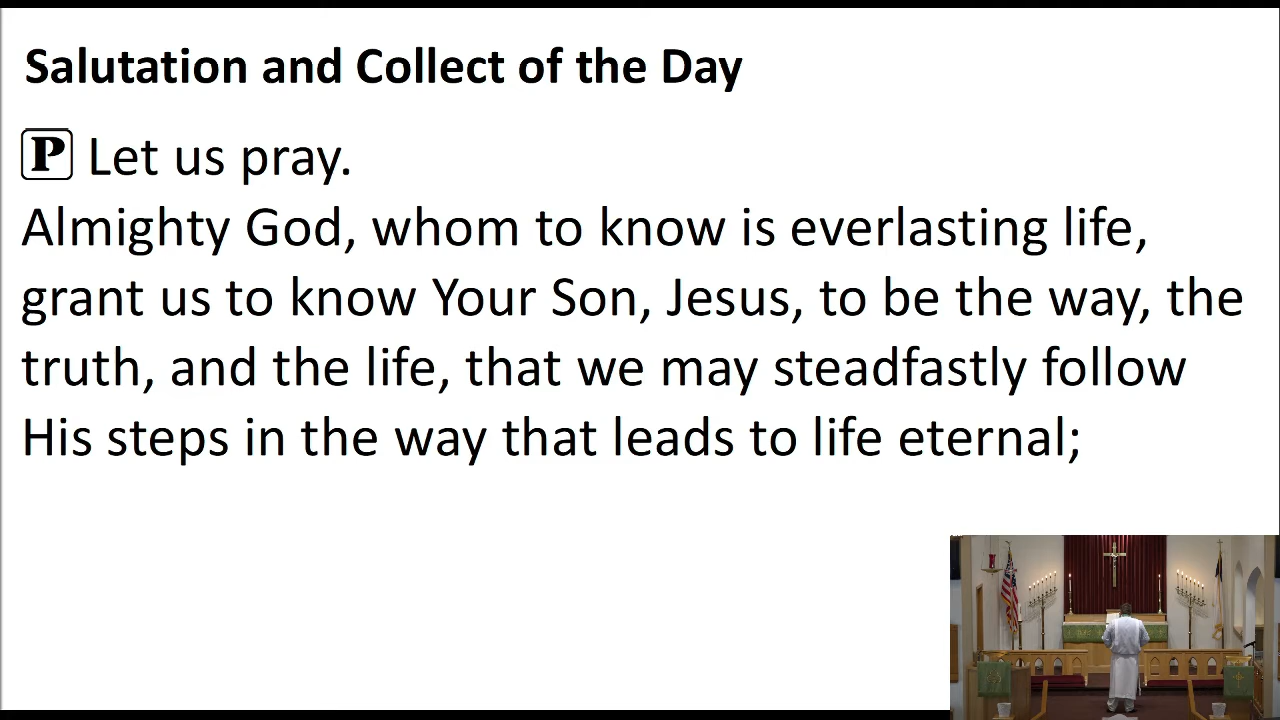 Salutation and Collect of the Day
P Let us pray.
Almighty God, whom to know is everlasting life,
grant us to know Your Son, Jesus, to be the way, the
truth, and the life, that we may steadfastly follow
His steps in the way that leads to life eternal;